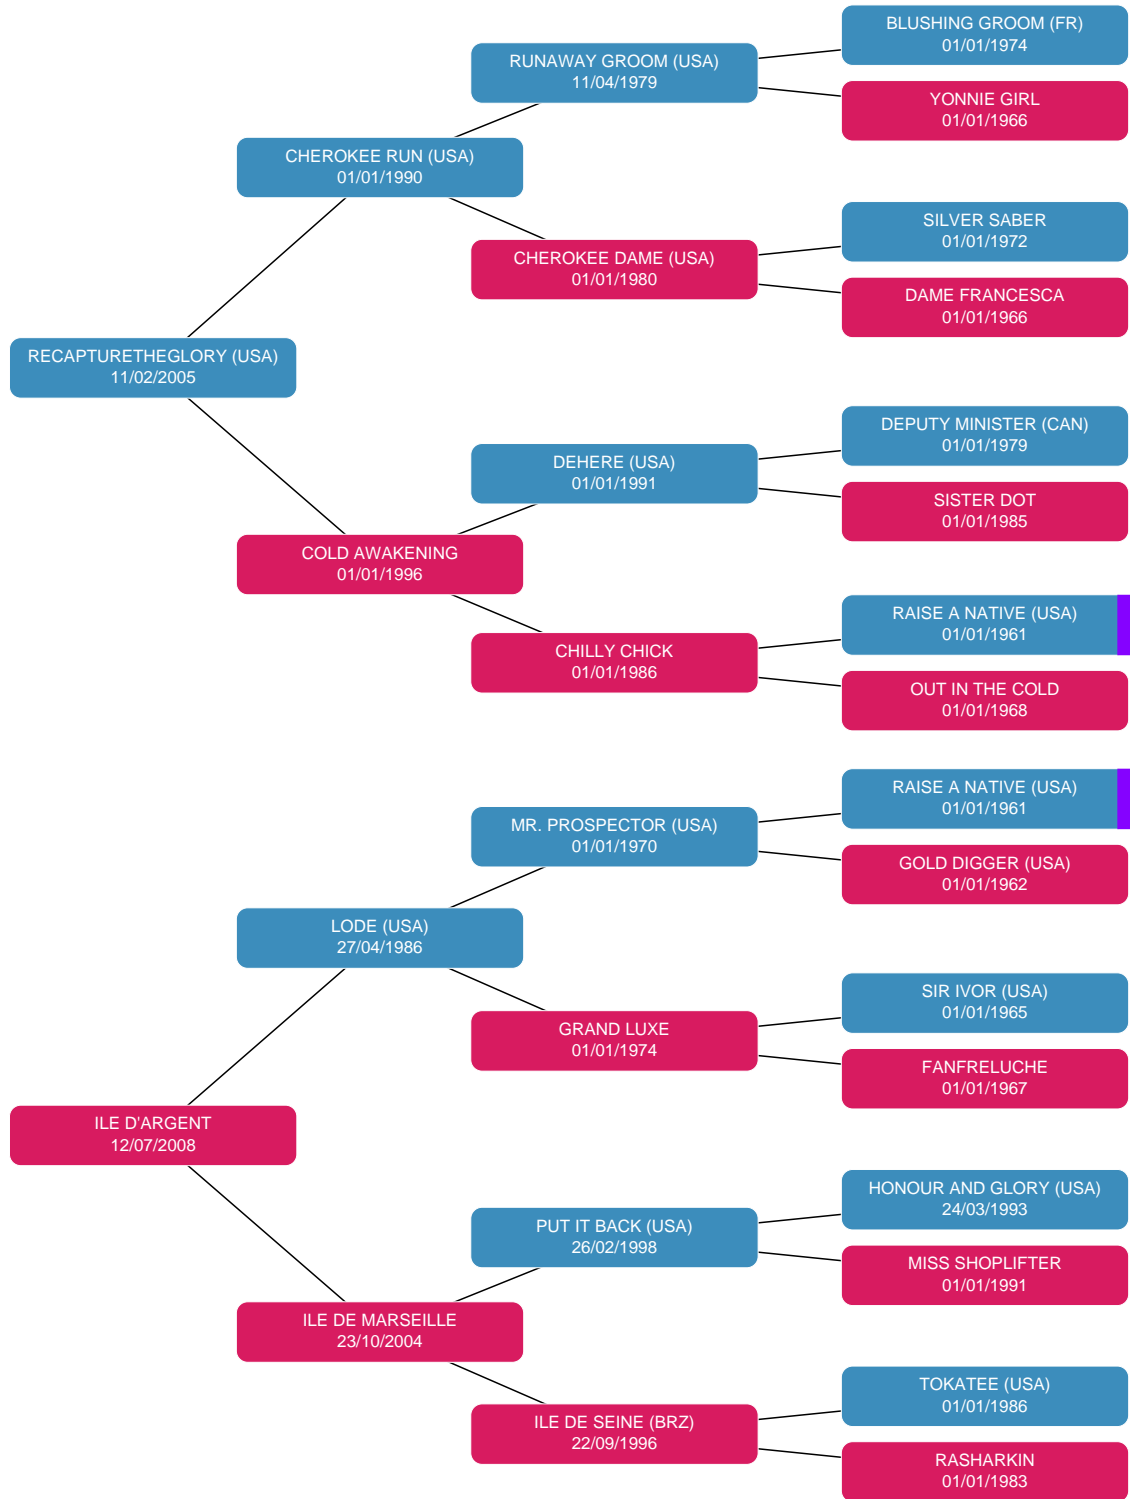 BLUSHING GROOM (FR)
01/01/1974
RUNAWAY GROOM (USA)
11/04/1979
YONNIE GIRL
01/01/1966
CHEROKEE RUN (USA)
01/01/1990
SILVER SABER
01/01/1972
CHEROKEE DAME (USA)
01/01/1980
DAME FRANCESCA
01/01/1966
RECAPTURETHEGLORY (USA)
11/02/2005
DEPUTY MINISTER (CAN)
01/01/1979
DEHERE (USA)
01/01/1991
SISTER DOT
01/01/1985
COLD AWAKENING
01/01/1996
RAISE A NATIVE (USA)
01/01/1961
CHILLY CHICK
01/01/1986
OUT IN THE COLD
01/01/1968
RAISE A NATIVE (USA)
01/01/1961
MR. PROSPECTOR (USA)
01/01/1970
GOLD DIGGER (USA)
01/01/1962
LODE (USA)
27/04/1986
SIR IVOR (USA)
01/01/1965
GRAND LUXE
01/01/1974
FANFRELUCHE
01/01/1967
ILE D'ARGENT
12/07/2008
HONOUR AND GLORY (USA)
24/03/1993
PUT IT BACK (USA)
26/02/1998
MISS SHOPLIFTER
01/01/1991
ILE DE MARSEILLE
23/10/2004
TOKATEE (USA)
01/01/1986
ILE DE SEINE (BRZ)
22/09/1996
RASHARKIN
01/01/1983